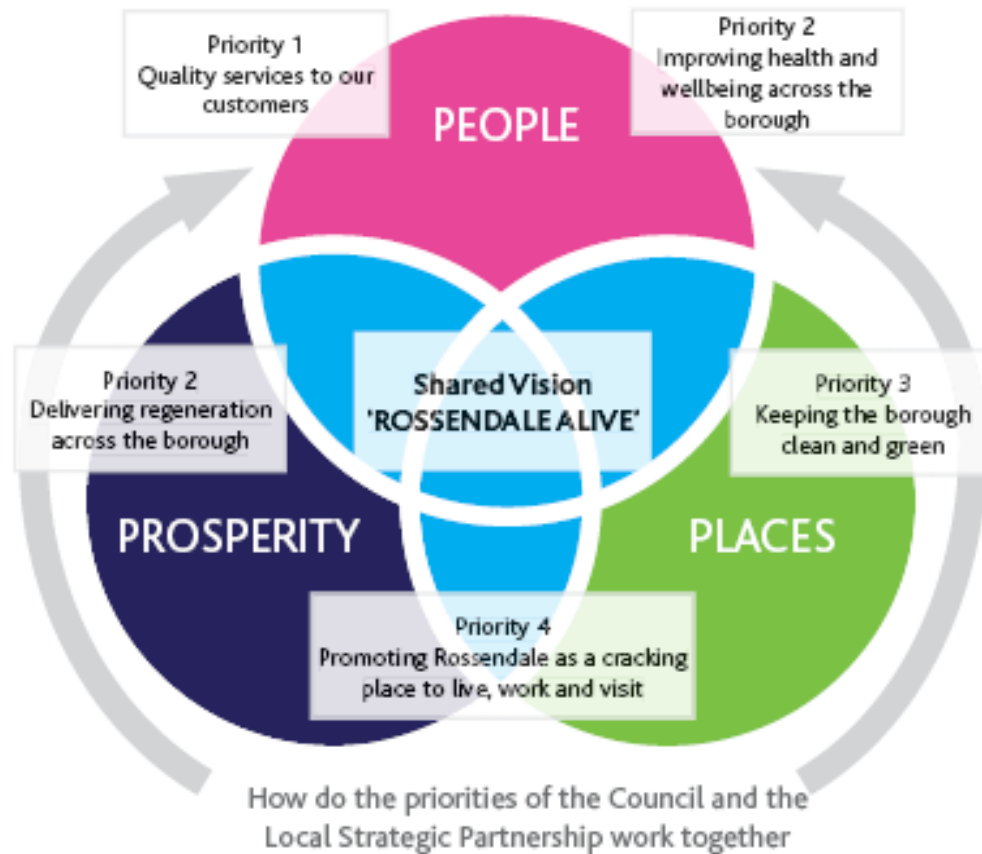 Priority 1
Quality services to our
customers
Priority 2
Improving health and
wellbeing across the
borough
PEOPLE
Shared Vision
'ROSSENDALE ALIVE'
Priority 2
Delivering regeneration
across the borough
Priority 3
Keeping the borough
clean and green
PROSPERITY
PLACES
Priority 4
Promoting Rossendale as a cracking
place to live, work and visit
How do the priorities of the Council and the
Local Strategic Partnership work together